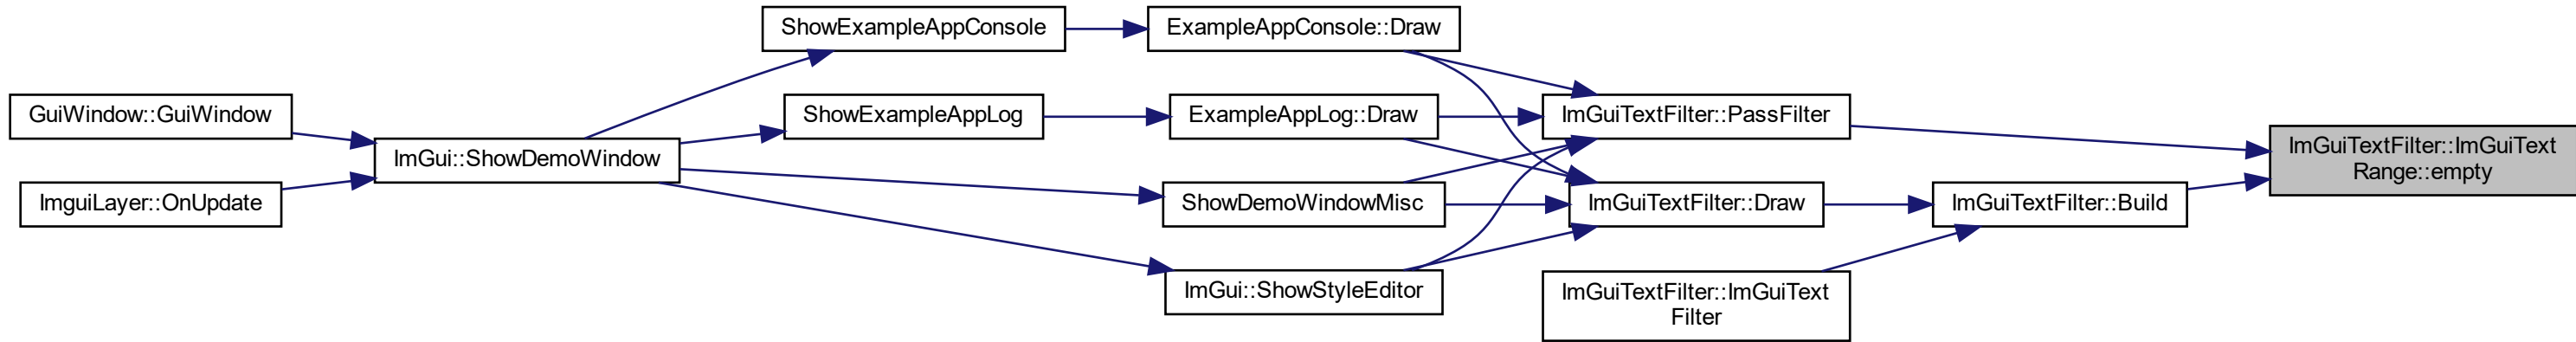 ShowExampleAppConsole
ExampleAppConsole::Draw
GuiWindow::GuiWindow
ShowExampleAppLog
ExampleAppLog::Draw
ImGuiTextFilter::PassFilter
ImGui::ShowDemoWindow
ImGuiTextFilter::ImGuiText
Range::empty
ImguiLayer::OnUpdate
ShowDemoWindowMisc
ImGuiTextFilter::Draw
ImGuiTextFilter::Build
ImGui::ShowStyleEditor
ImGuiTextFilter::ImGuiText
Filter